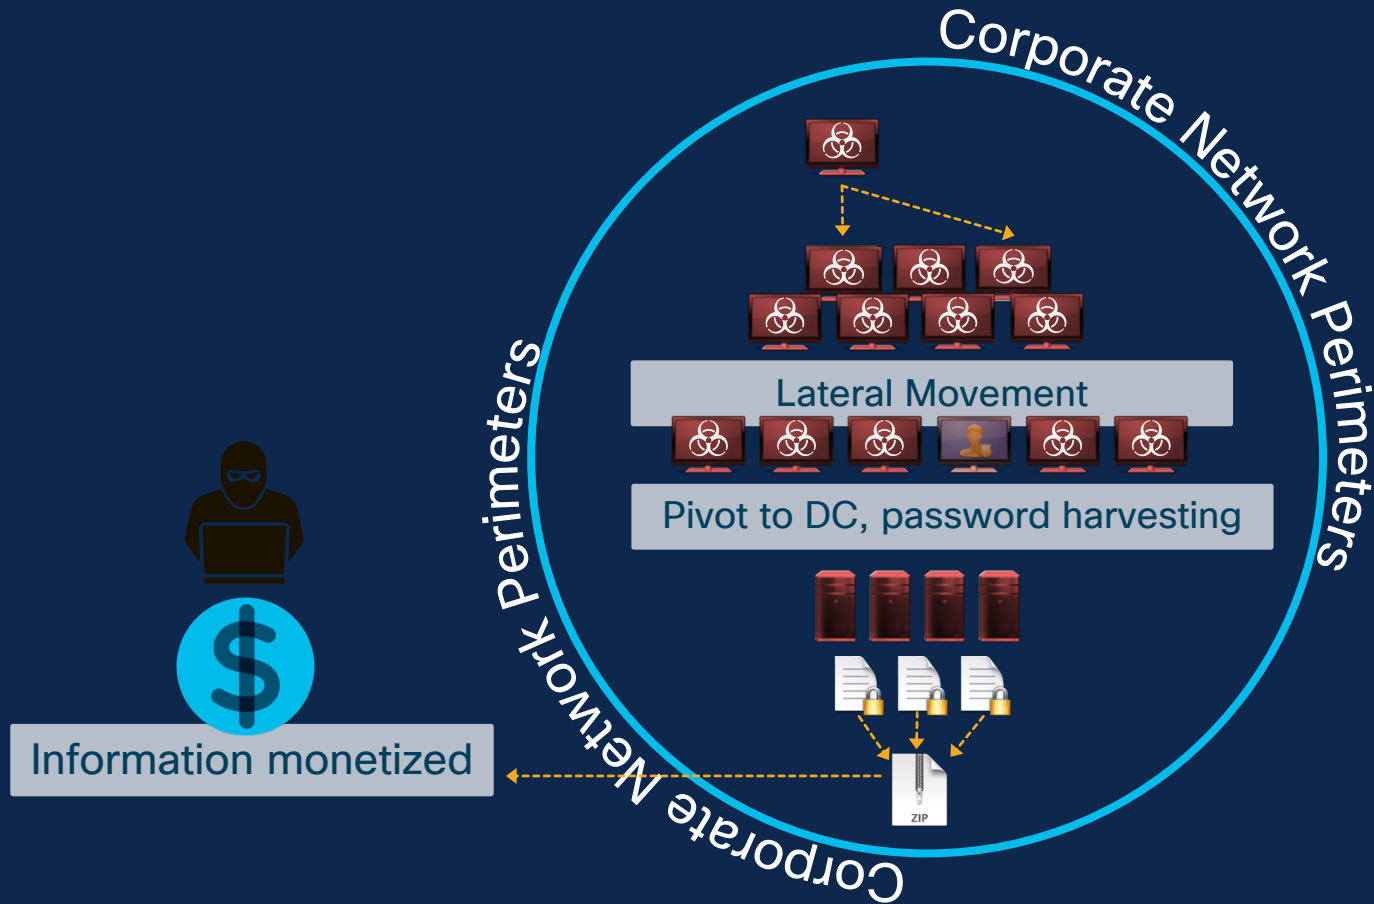 Corporate Network Perimeters
Lateral Movement
Pivot to DC, password harvesting
Information monetized
ZIP
Corporate Network Perimeters